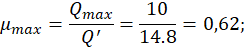 μ_max = Q_max / Q′ = 10 / 14.8 = 0,62;